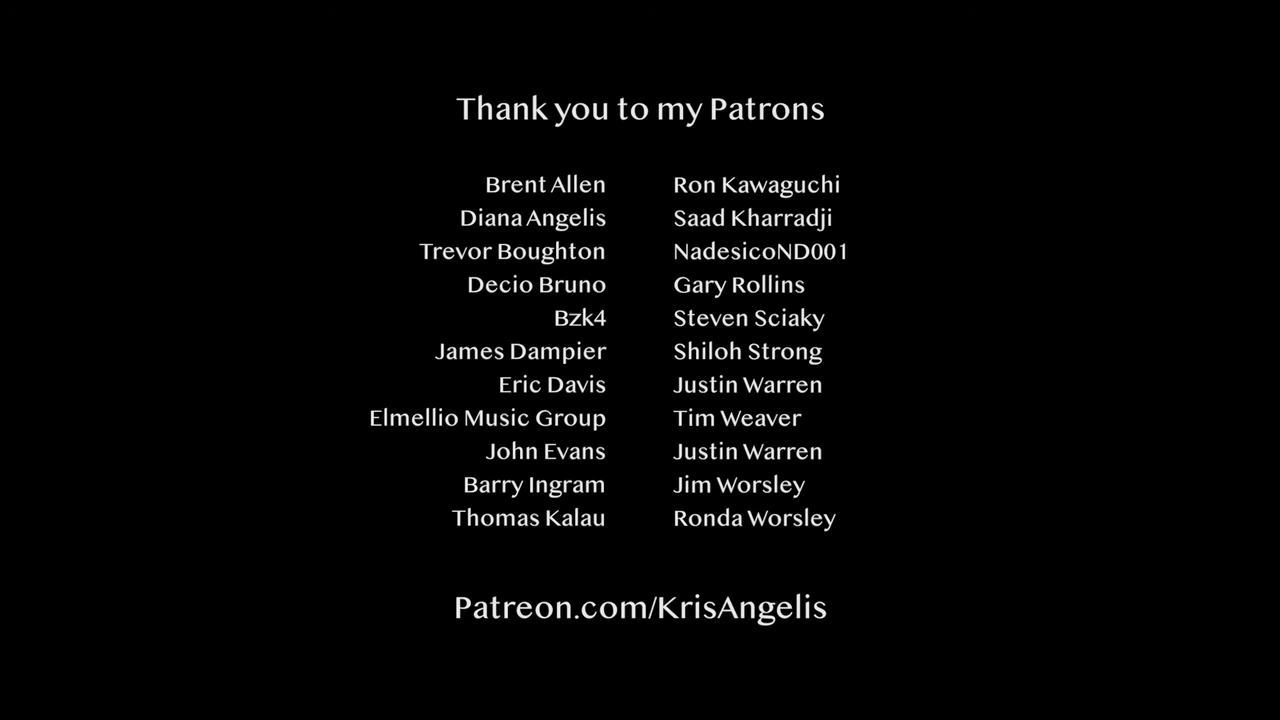 Thank you to my Patrons
Brent Allen
Diana Angelis
Trevor Boughton
Decio Bruno
Bzk4
James Dampier
Eric Davis
Elmellio Music Group
John Evans
Barry Ingram
Thomas Kalau
Ron Kawaguchi
Saad Kharradji
NadesicoND001
Gary Rollins
Steven Sciaky
Shiloh Strong
Justin Warren
Tim Weaver
Justin Warren
Jim Worsley
Ronda Worsley
Patreon.com/KrisAngelis